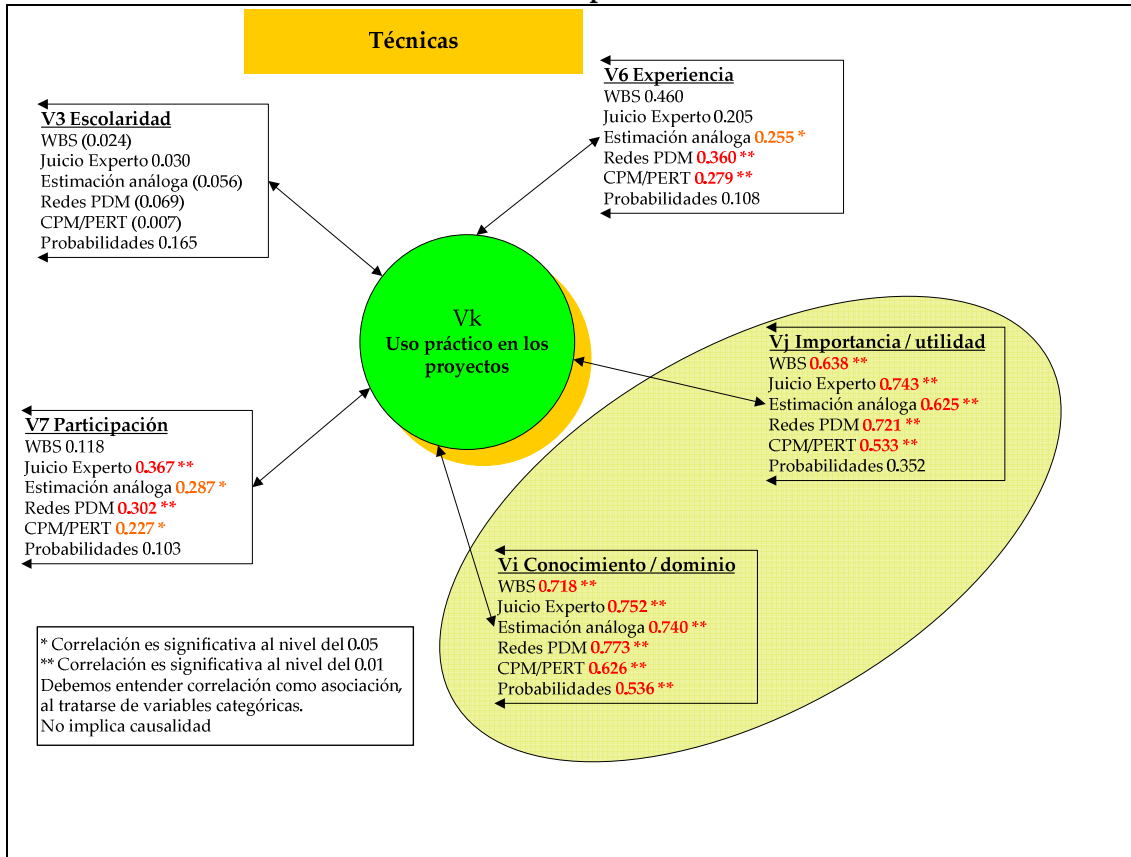 Técnicas
V6 Experiencia
WBS 0.460
Juicio Experto 0.205
Estimación análoga 0.255 *
Redes PDM 0.360 **
CPM/PERT 0.279 **
Probabilidades 0.108
V3 Escolaridad
WBS (0.024)
Juicio Experto 0.030
Estimación análoga (0.056)
Redes PDM (0.069)
CPM/PERT (0.007)
Probabilidades 0.165
Vk
Uso práctico en los
proyectos
Vj Importancia / utilidad
WBS 0.638 **
Juicio Experto 0.743 **
Estimación análoga 0.625 **
Redes PDM 0.721 **
CPM/PERT 0.533 **
Probabilidades 0.352
V7 Participación
WBS 0.118
Juicio Experto 0.367 **
Estimación análoga 0.287 *
Redes PDM 0.302 **
CPM/PERT 0.227 *
Probabilidades 0.103
Vi Conocimiento / dominio
WBS 0.718 **
Juicio Experto 0.752 **
Estimación análoga 0.740 **
Redes PDM 0.773 **
CPM/PERT 0.626 **
Probabilidades 0.536 **
* Correlación es significativa al nivel del 0.05
** Correlación es significativa al nivel del 0.01
Debemos entender correlación como asociación,
al tratarse de variables categóricas.
No implica causalidad